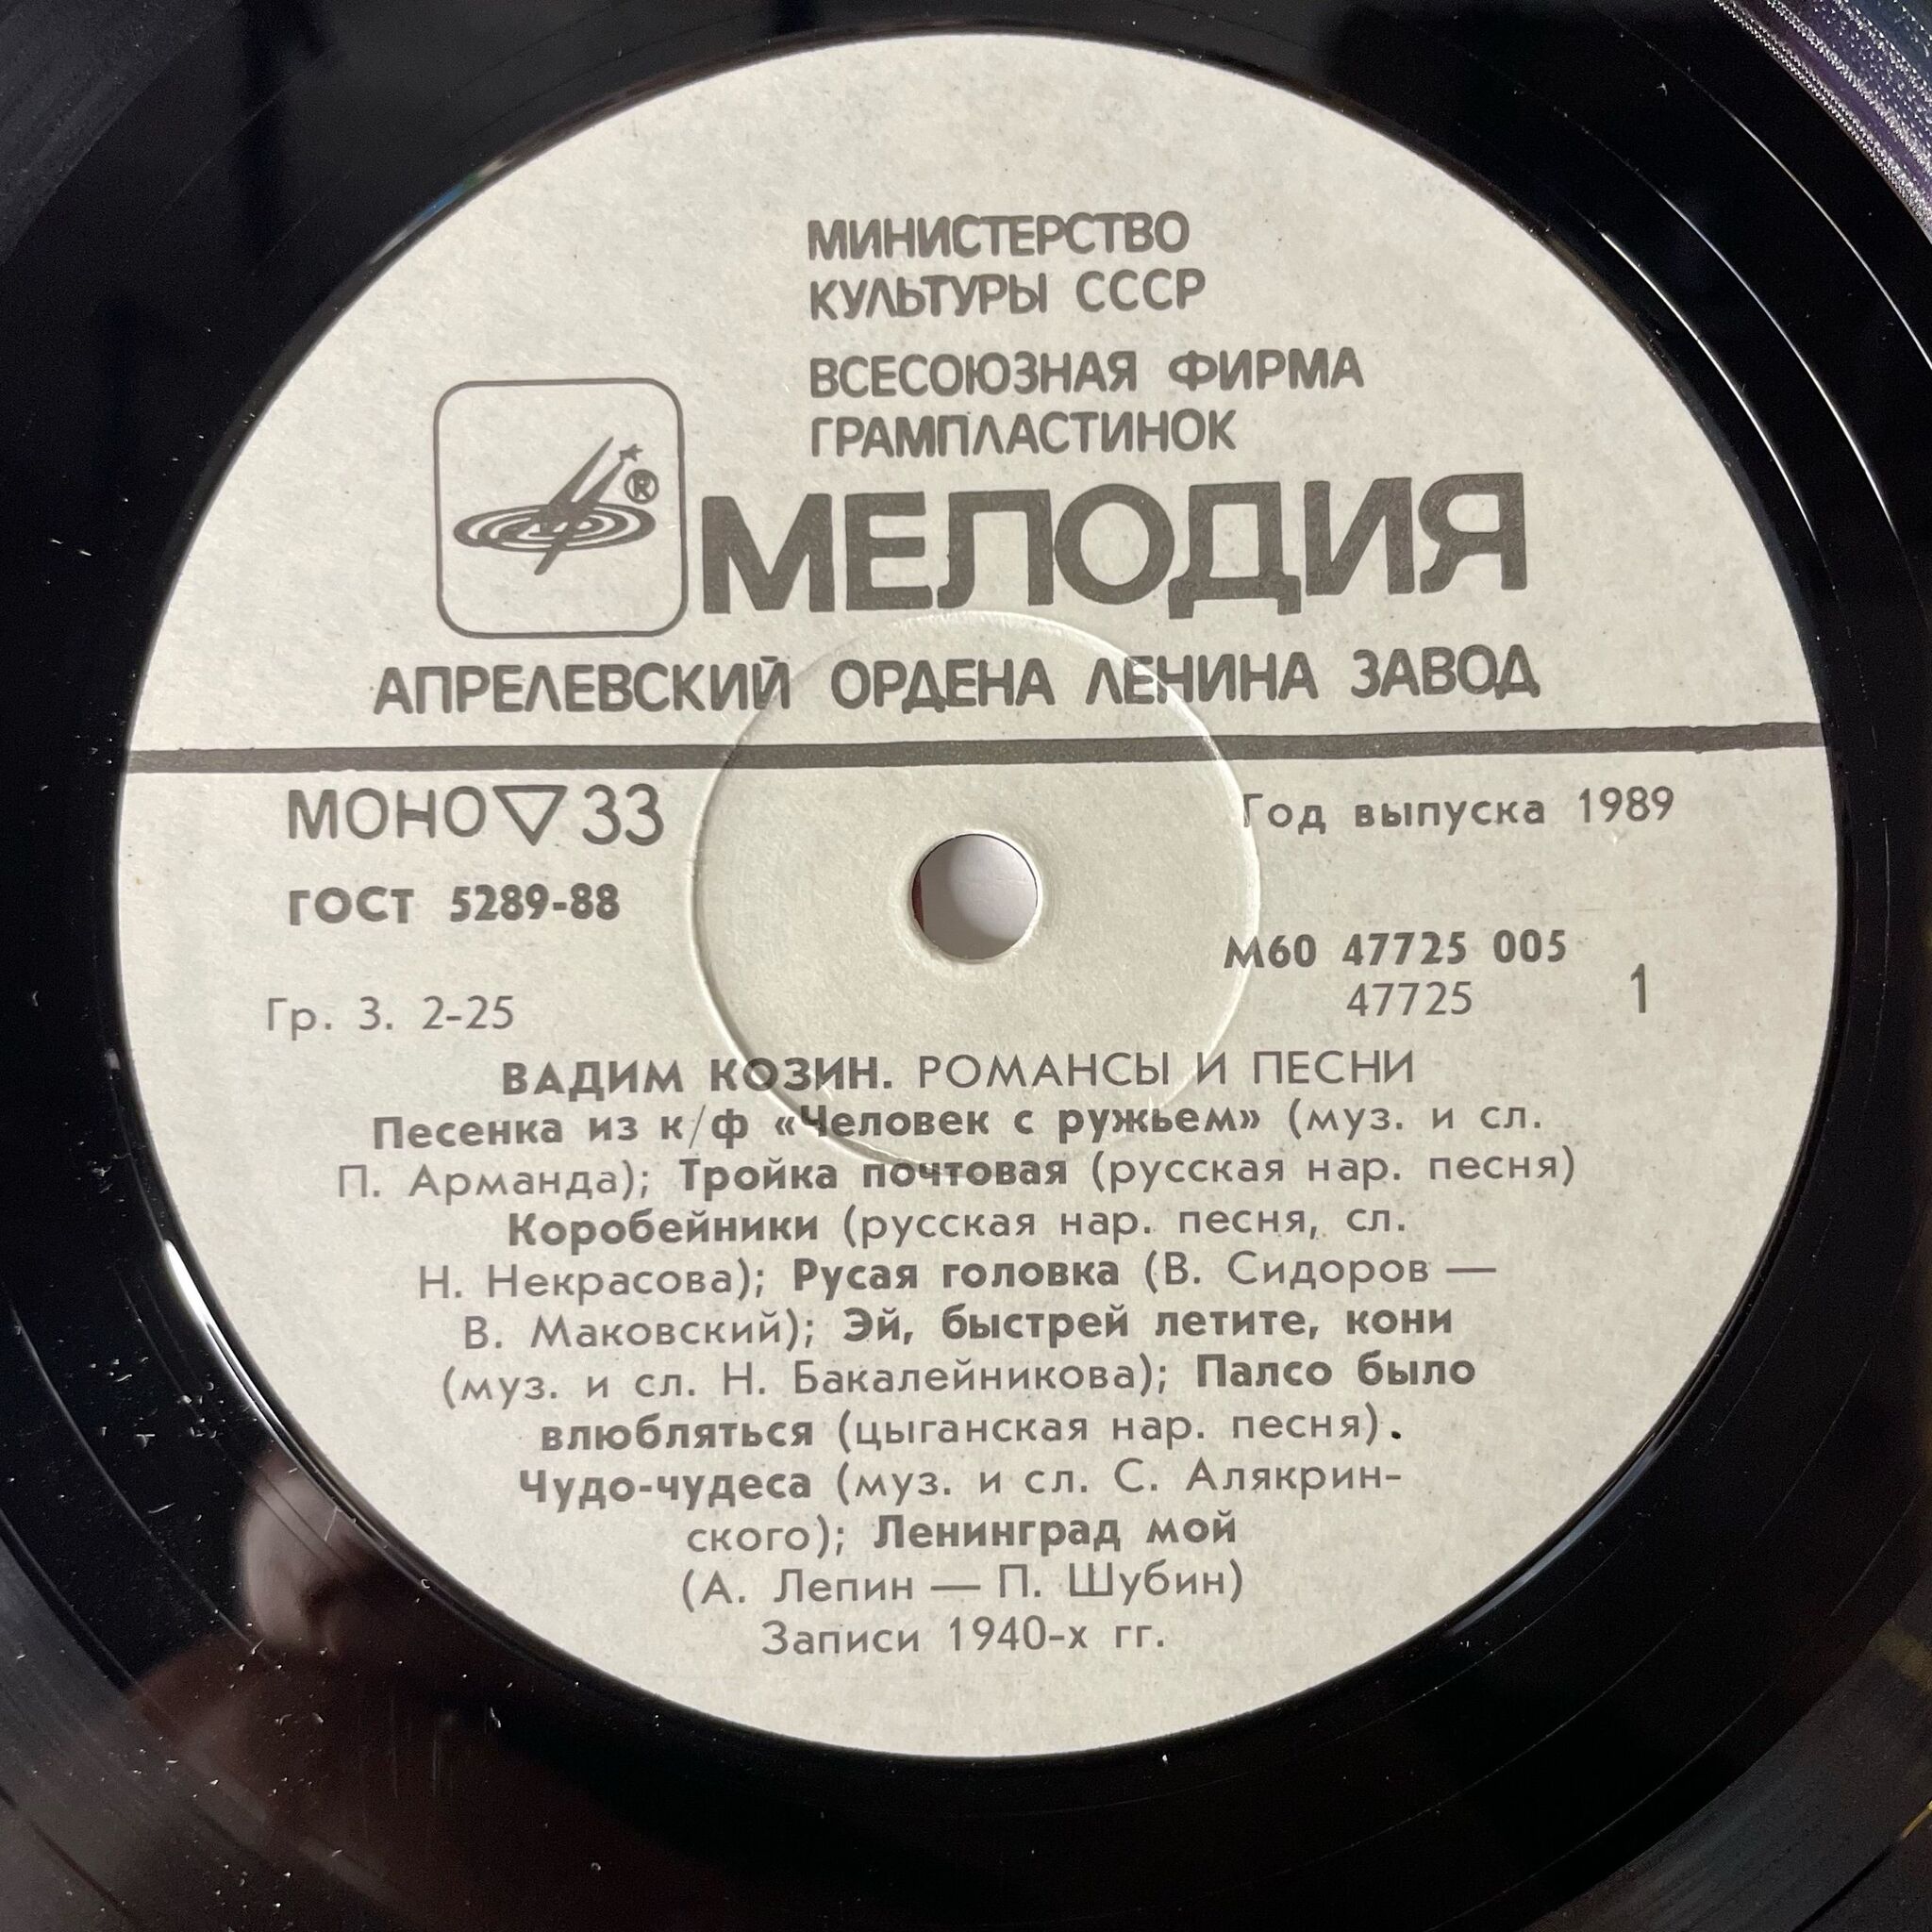 МИНИСТЕРСТВО
КУЛЬТУРЫ СССР
ВСЕСОЮЗНАЯ ФИРМА
ГРАМПЛАСТИНОК
®
МЕЛОДИЯ
АПРЕЛЕВСКИЙ ОРДЕНА ЛЕНИНА ЗАВОД
МОНО ▽ 33
Год выпуска 1989
ГОСТ 5289-88
М60 47725 005
Гр. 3. 2-25
47725 1
ВАДИМ КОЗИН. РОМАНСЫ И ПЕСНИ
Песенка из к/ф «Человек с ружьем» (муз. и сл.
П. Арманда); Тройка почтовая (русская нар. песня)
Коробейники (русская нар. песня, сл.
Н. Некрасова); Русая головка (В. Сидоров —
В. Маковский); Эй, быстрей летите, кони
(муз. и сл. Н. Бакалейникова); Палсо было
влюбляться (цыганская нар. песня).
Чудо-чудеса (муз. и сл. С. Алякрин-
ского); Ленинград мой
(А. Лепин — П. Шубин)
Записи 1940-х гг.